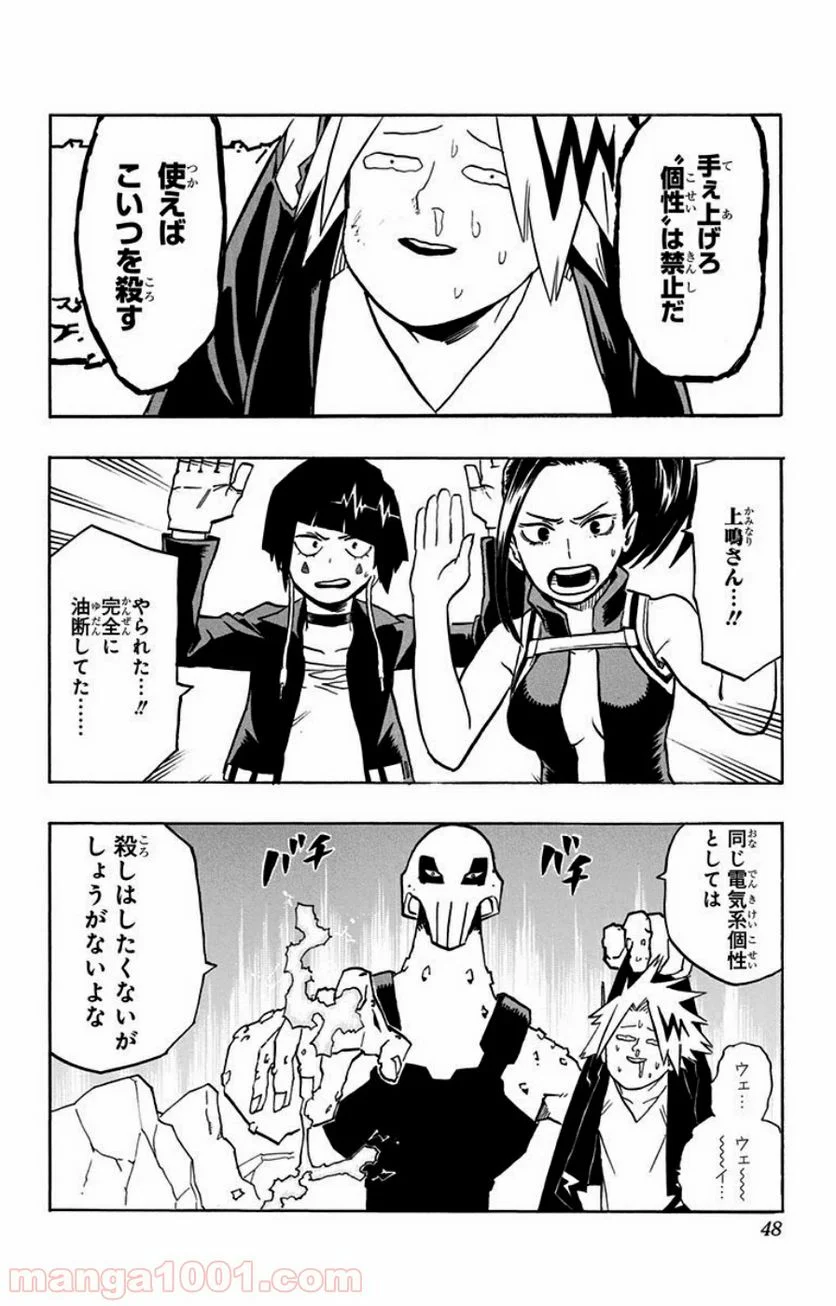 手ぇ上げろ
〝個性〟は禁止だ
使えば
こいつを殺す
上鳴さん…!!
やられた…!!
完全に
油断してた……
同じ電気系個性
としては
バチ
バチ
殺しはしたくないが
しょうがないよな
ウェ… ウェ〜〜イ…
48
manga1001.com